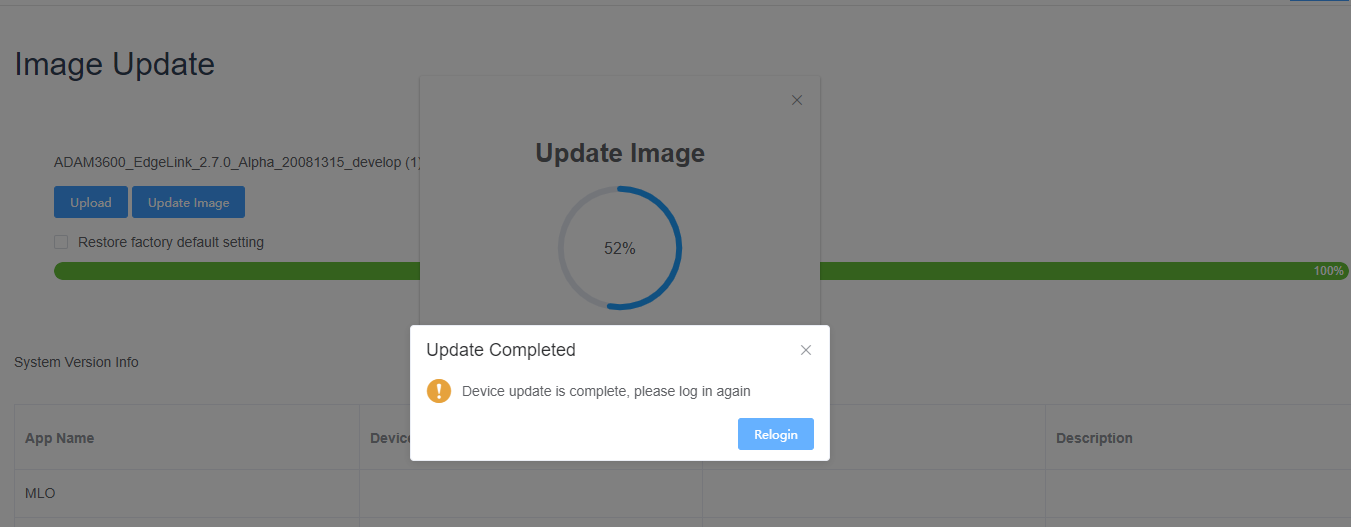 Image Update
Update Image
ADAM3600_EdgeLink_2.7.0_Alpha_20081315_develop (1)
Upload
Update Image
52%
Restore factory default setting
100%
Update Completed
Device update is complete, please log in again
Relogin
System Version Info
App Name
Device
Description
MLO